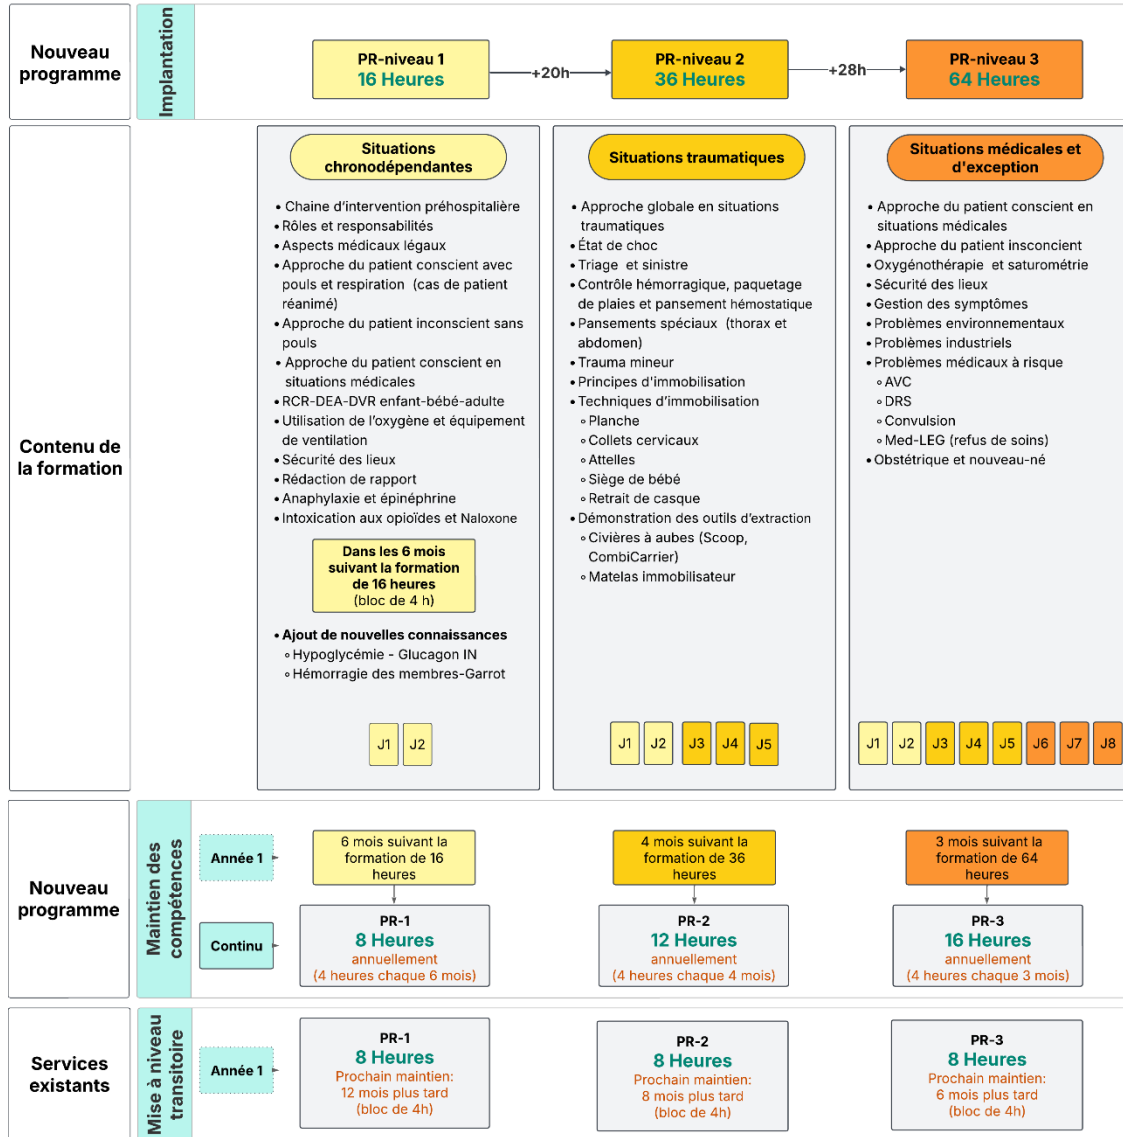 Nouveau
programme
Implantation
PR-niveau 1
16 Heures
+20h
PR-niveau 2
36 Heures
+28h
PR-niveau 3
64 Heures
Contenu de
la formation
Situations
chronodépendantes
• Chaine d'intervention préhospitalière
• Rôles et responsabilités
• Aspects médicaux légaux
• Approche du patient conscient avec
pouls et respiration (cas de patient
réanimé)
• Approche du patient inconscient sans
pouls
• Approche du patient conscient en
situations médicales
• RCR-DEA-DVR enfant-bébé-adulte
• Utilisation de l'oxygène et équipement
de ventilation
• Sécurité des lieux
• Rédaction de rapport
• Anaphylaxie et épinéphrine
• Intoxication aux opioïdes et Naloxone
Dans les 6 mois
suivant la formation
de 16 heures
(bloc de 4 h)
• Ajout de nouvelles connaissances
∘ Hypoglycémie - Glucagon IN
∘ Hémorragie des membres-Garrot
J1 J2
Situations traumatiques
• Approche globale en situations
traumatiques
• État de choc
• Triage et sinistre
• Contrôle hémorragique, paquetage
de plaies et pansement hémostatique
• Pansements spéciaux (thorax et
abdomen)
• Trauma mineur
• Principes d'immobilisation
• Techniques d'immobilisation
∘ Planche
∘ Collets cervicaux
∘ Attelles
∘ Siège de bébé
∘ Retrait de casque
• Démonstration des outils d'extraction
∘ Civières à aubes (Scoop,
CombiCarrier)
∘ Matelas immobilisateur
J1 J2 J3 J4 J5
Situations médicales et
d'exception
• Approche du patient conscient en
situations médicales
• Approche du patient insconcient
• Oxygénothérapie et saturométrie
• Sécurité des lieux
• Gestion des symptômes
• Problèmes environnementaux
• Problèmes industriels
• Problèmes médicaux à risque
∘ AVC
∘ DRS
∘ Convulsion
∘ Med-LEG (refus de soins)
• Obstétrique et nouveau-né
J1 J2 J3 J4 J5 J6 J7 J8
Nouveau
programme
Maintien des
compétences
Année 1
6 mois suivant la
formation de 16
heures
4 mois suivant la
formation de 36
heures
3 mois suivant la
formation de 64
heures
Continu
PR-1
8 Heures
annuellement
(4 heures chaque 6 mois)
PR-2
12 Heures
annuellement
(4 heures chaque 4 mois)
PR-3
16 Heures
annuellement
(4 heures chaque 3 mois)
Services
existants
Mise à niveau
transitoire
Année 1
PR-1
8 Heures
Prochain maintien:
12 mois plus tard
(bloc de 4h)
PR-2
8 Heures
Prochain maintien:
8 mois plus tard
(bloc de 4h)
PR-3
8 Heures
Prochain maintien:
6 mois plus tard
(bloc de 4h)